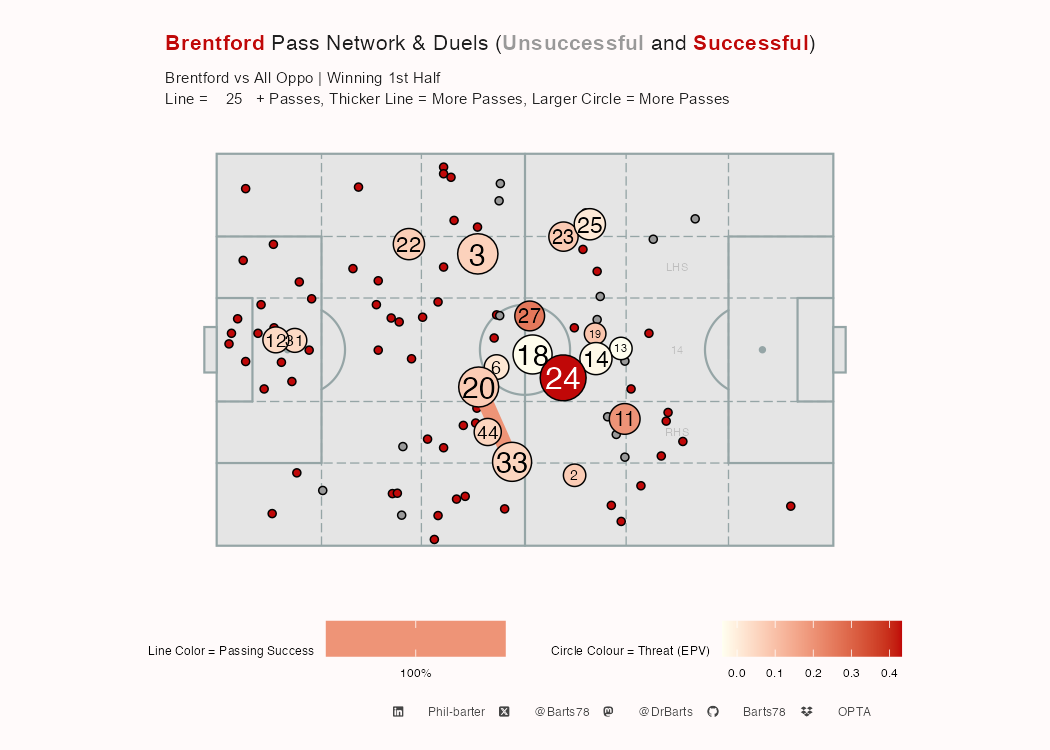 Brentford Pass Network & Duels (Unsuccessful and Successful)
Brentford vs All Oppo | Winning 1st Half
Line = 25 + Passes, Thicker Line = More Passes, Larger Circle = More Passes
25
23
22
3
LHS
27
19
12
31
13
14
18
14
6
24
20
11
44
RHS
33
2
Line Color = Passing Success
100%
Circle Colour = Threat (EPV)
0.0 0.1 0.2 0.3 0.4
Phil-barter @Barts78 @DrBarts Barts78 OPTA